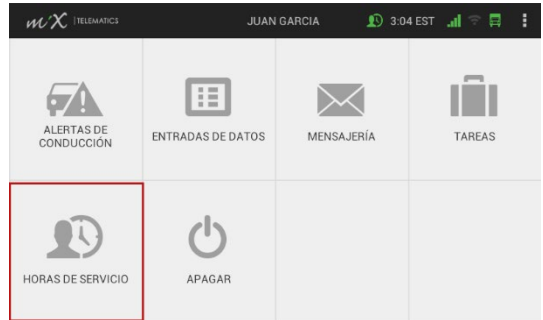 miX TELEMATICS JUAN GARCIA 3:04 EST
ALERTAS DE
CONDUCCIÓN
ENTRADAS DE DATOS
MENSAJERÍA
TAREAS
HORAS DE SERVICIO
APAGAR